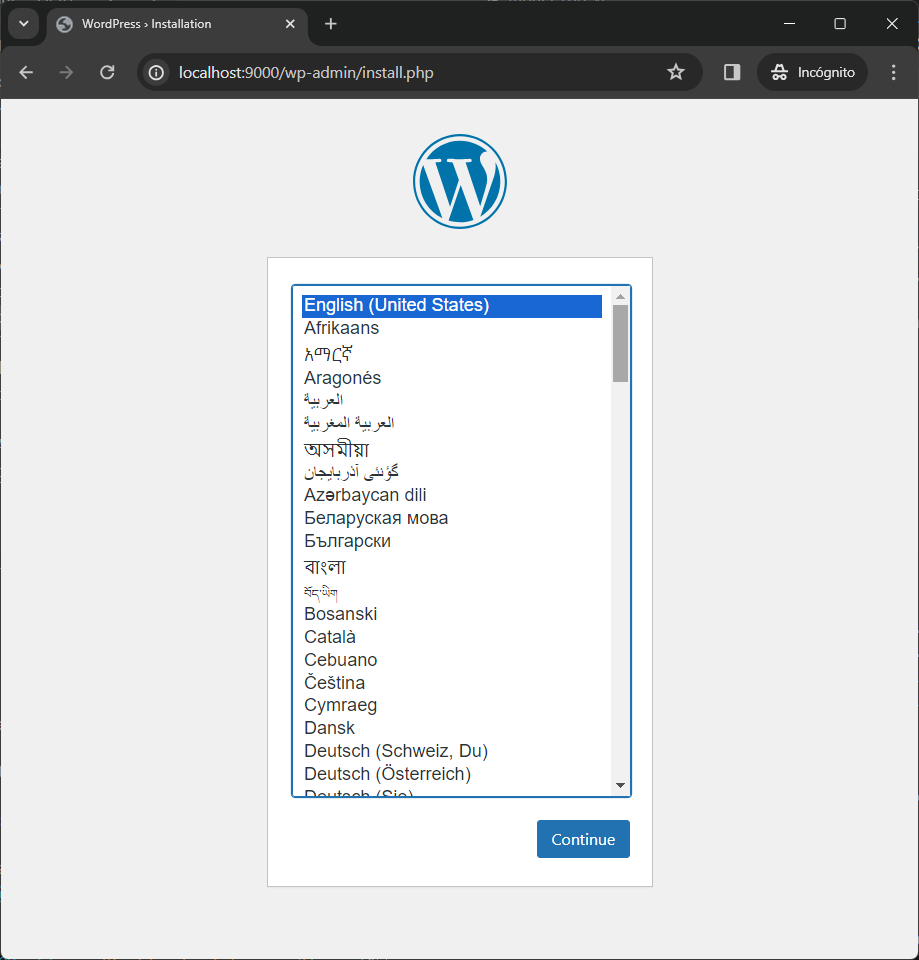 WordPress › Installation
localhost:9000/wp-admin/install.php
Incógnito
English (United States)
Afrikaans
አማርኛ
Aragonés
العربية
العربية المغربية
অসমীয়া
گؤنئی آذربایجان
Azərbaycan dili
Беларуская мова
Български
বাংলা
བོད་ཡིག
Bosanski
Català
Cebuano
Čeština
Cymraeg
Dansk
Deutsch (Schweiz, Du)
Deutsch (Österreich)
Deutsch (Sie)
Continue